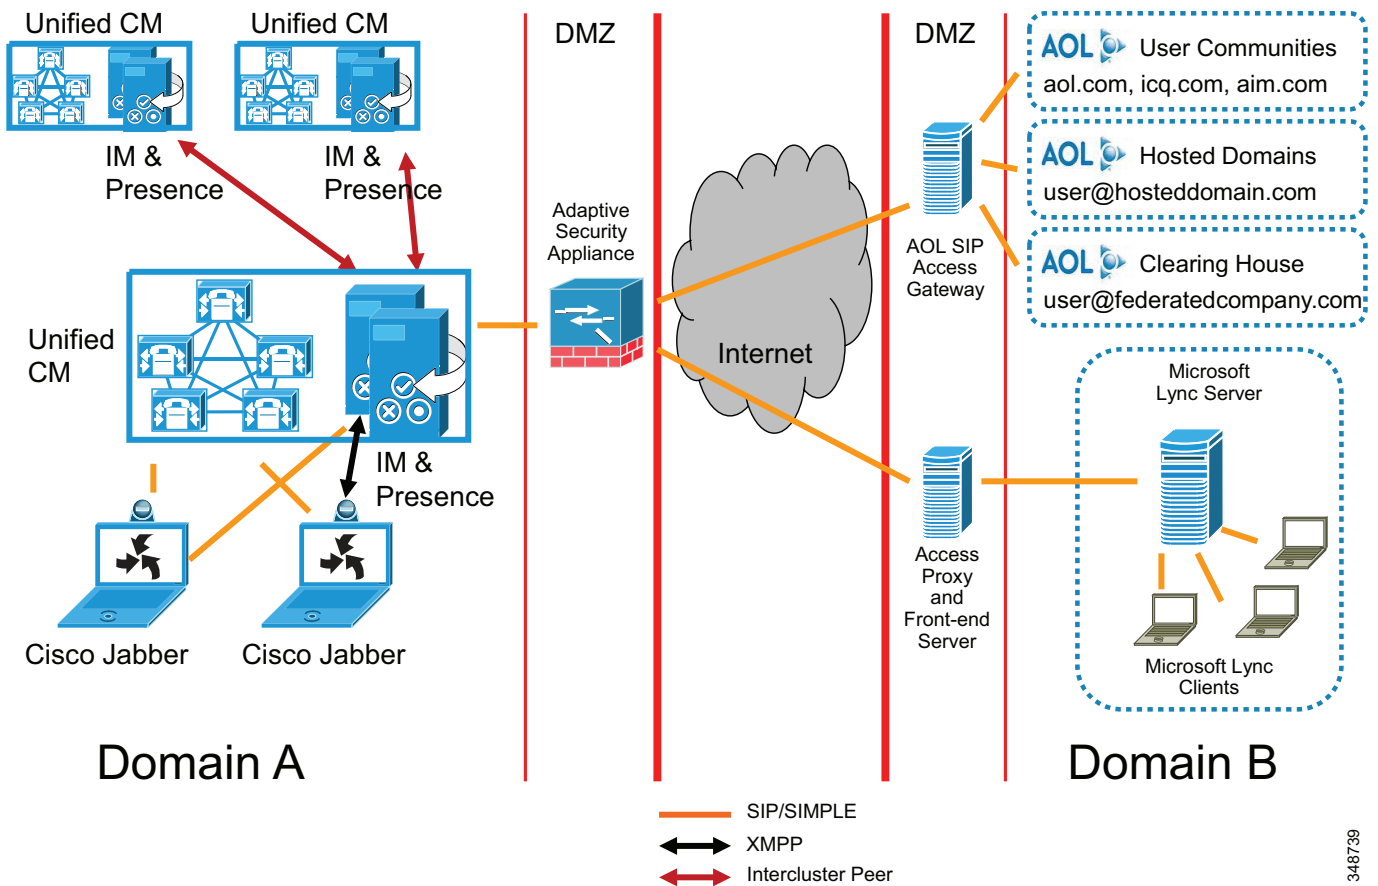 Unified CM
Unified CM
DMZ
DMZ
AOL User Communities
aol.com, icq.com, aim.com
IM &
Presence
IM &
Presence
AOL Hosted Domains
user@hosteddomain.com
Adaptive
Security
Appliance
AOL SIP
Access
Gateway
AOL Clearing House
user@federatedcompany.com
Unified
CM
Internet
Microsoft
Lync Server
IM &
Presence
Access
Proxy
and
Front-end
Server
Cisco Jabber
Cisco Jabber
Microsoft Lync
Clients
Domain A
Domain B
SIP/SIMPLE
XMPP
Intercluster Peer
348739